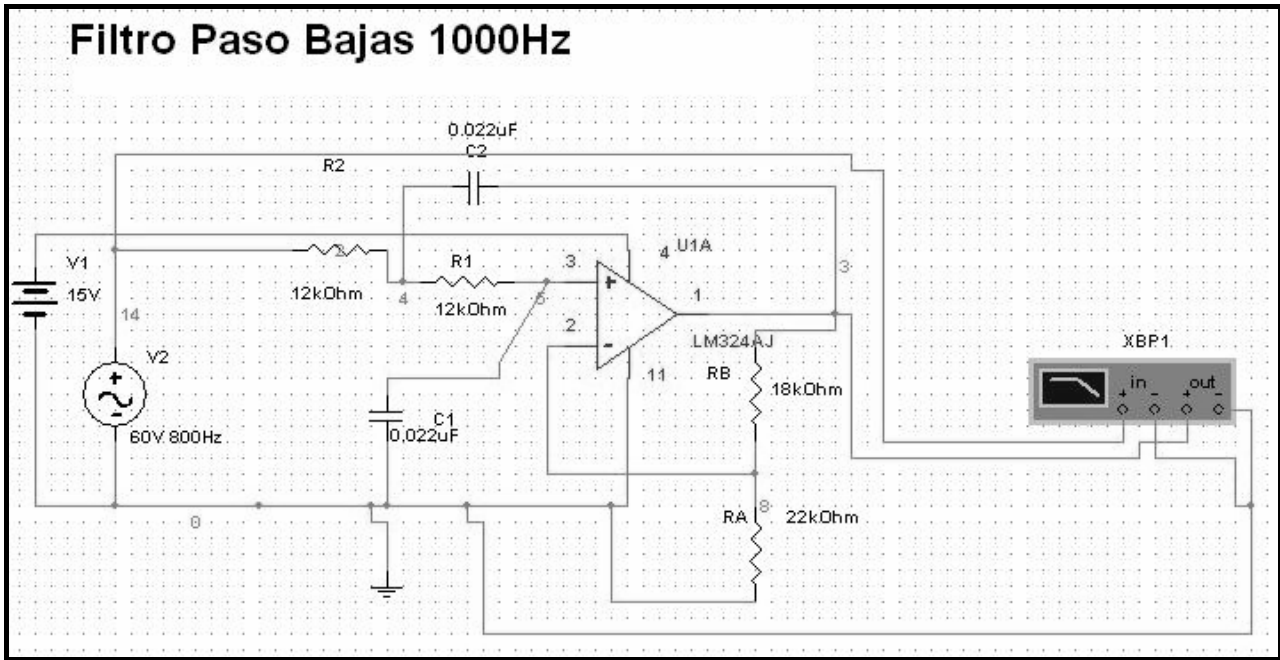 Filtro Paso Bajas 1000Hz
0.022uF
C2
R2
V1
15V
2
12kOhm
R1
12kOhm
4
5
3
2
4
U1A
1
3
11
LM324AJ
14
V2
60V 800Hz
C1
0.022uF
RB
18kOhm
XBP1
in
out
0
8
RA
22kOhm